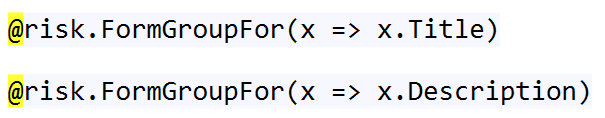 @risk.FormGroupFor(x => x.Title)
@risk.FormGroupFor(x => x.Description)